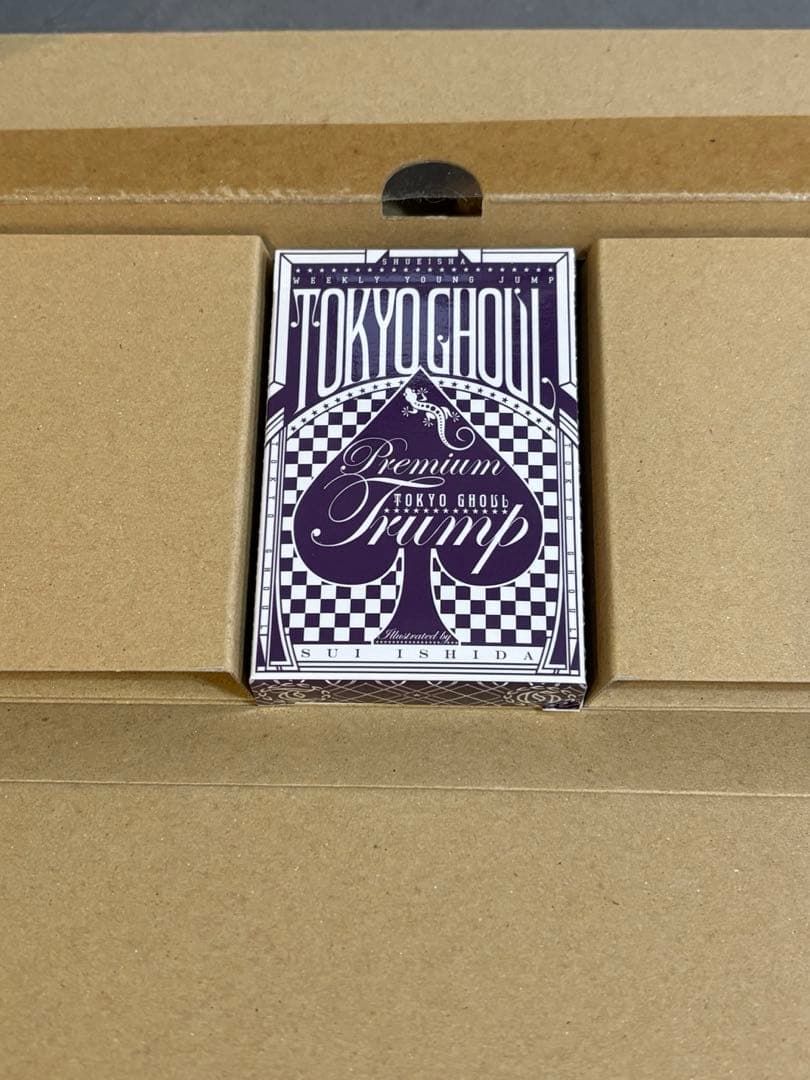 SHUEISHA
WEEKLY YOUNG JUMP
TOKYO GHOUL
Premium
TOKYO GHOUL
Trump
Illustrated by
SUI ISHIDA